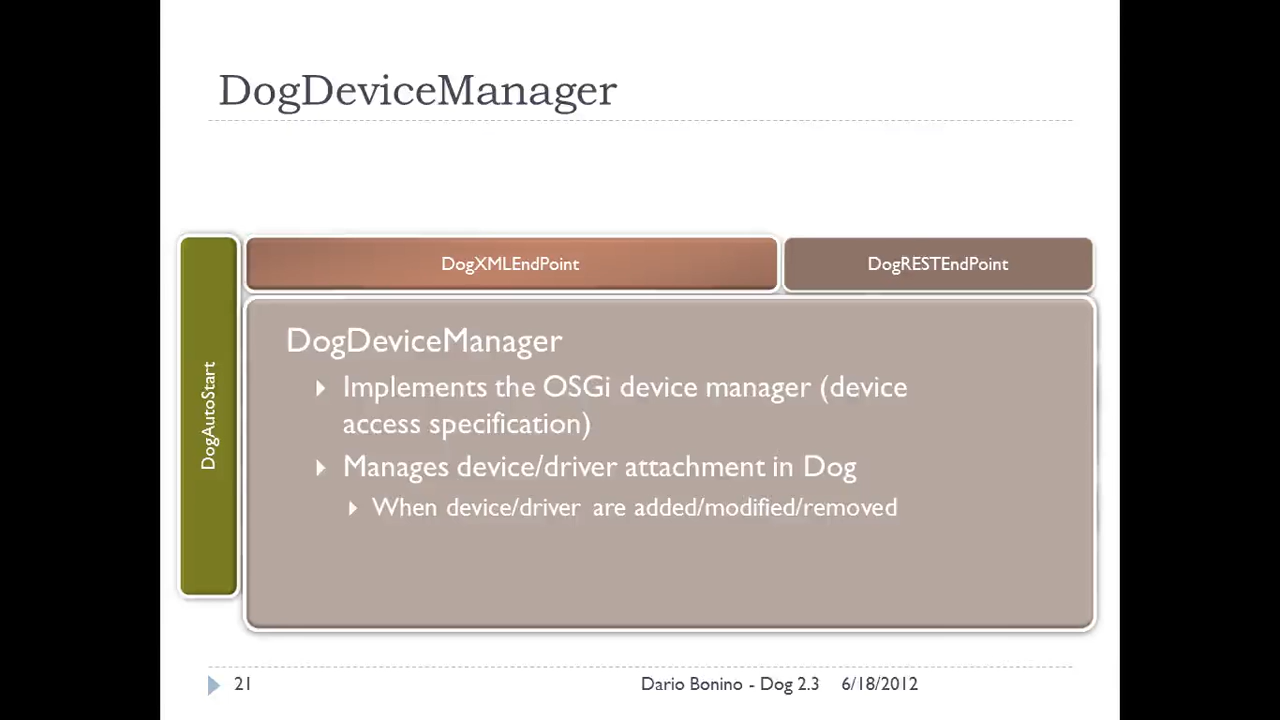 DogDeviceManager
DogXMLEndPoint
DogRESTEndPoint
DogAutoStart
DogDeviceManager
Implements the OSGi device manager (device
access specification)
Manages device/driver attachment in Dog
When device/driver are added/modified/removed
21
Dario Bonino - Dog 2.3
6/18/2012